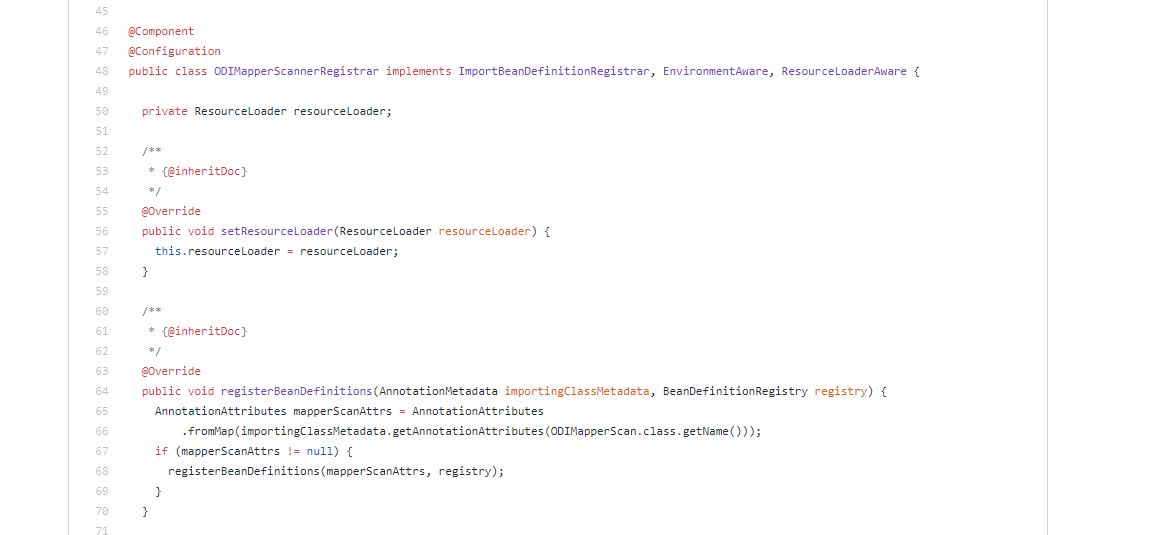 45
46 @Component
47 @Configuration
48 public class ODIMapperScannerRegistrar implements ImportBeanDefinitionRegistrar, EnvironmentAware, ResourceLoaderAware {
49
50   private ResourceLoader resourceLoader;
51
52   /**
53    * {@inheritDoc}
54    */
55   @Override
56   public void setResourceLoader(ResourceLoader resourceLoader) {
57     this.resourceLoader = resourceLoader;
58   }
59
60   /**
61    * {@inheritDoc}
62    */
63   @Override
64   public void registerBeanDefinitions(AnnotationMetadata importingClassMetadata, BeanDefinitionRegistry registry) {
65     AnnotationAttributes mapperScanAttrs = AnnotationAttributes
66         .fromMap(importingClassMetadata.getAnnotationAttributes(ODIMapperScan.class.getName()));
67     if (mapperScanAttrs != null) {
68       registerBeanDefinitions(mapperScanAttrs, registry);
69     }
70   }
71